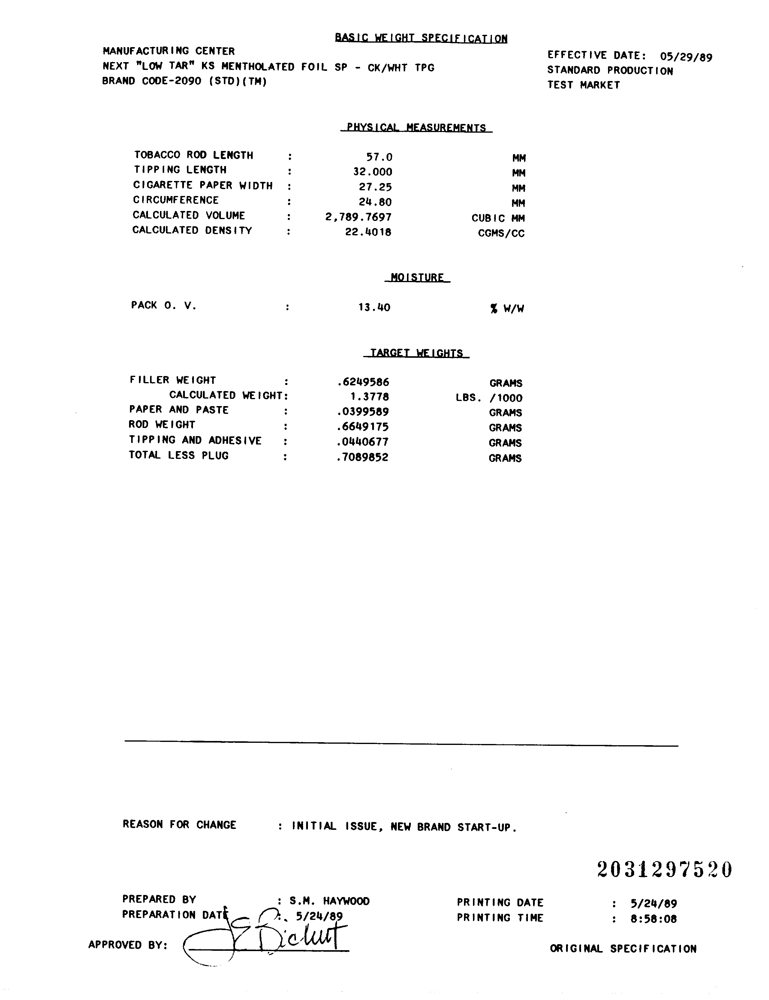 BASIC WEIGHT SPECIFICATION
MANUFACTURING CENTER
EFFECTIVE DATE: 05/29/89
NEXT "LOW TAR" KS MENTHOLATED FOIL SP - CK/WHT TPG
STANDARD PRODUCTION
BRAND CODE-2090 (STD)(TM)
TEST MARKET
PHYSICAL MEASUREMENTS
TOBACCO ROD LENGTH : 57.0 MM
TIPPING LENGTH : 32.000 MM
CIGARETTE PAPER WIDTH : 27.25 MM
CIRCUMFERENCE : 24.80 MM
CALCULATED VOLUME : 2,789.7697 CUBIC MM
CALCULATED DENSITY : 22.4018 CGMS/CC
MOISTURE
PACK O. V. : 13.40 % W/W
TARGET WEIGHTS
FILLER WEIGHT : .6249586 GRAMS
CALCULATED WEIGHT: 1.3778 LBS. /1000
PAPER AND PASTE : .0399589 GRAMS
ROD WEIGHT : .6649175 GRAMS
TIPPING AND ADHESIVE : .0440677 GRAMS
TOTAL LESS PLUG : .7089852 GRAMS
REASON FOR CHANGE : INITIAL ISSUE, NEW BRAND START-UP.
2031297520
PREPARED BY : S.M. HAYWOOD PRINTING DATE : 5/24/89
PREPARATION DATE : 5/24/89 PRINTING TIME : 8:58:08
APPROVED BY:
ORIGINAL SPECIFICATION